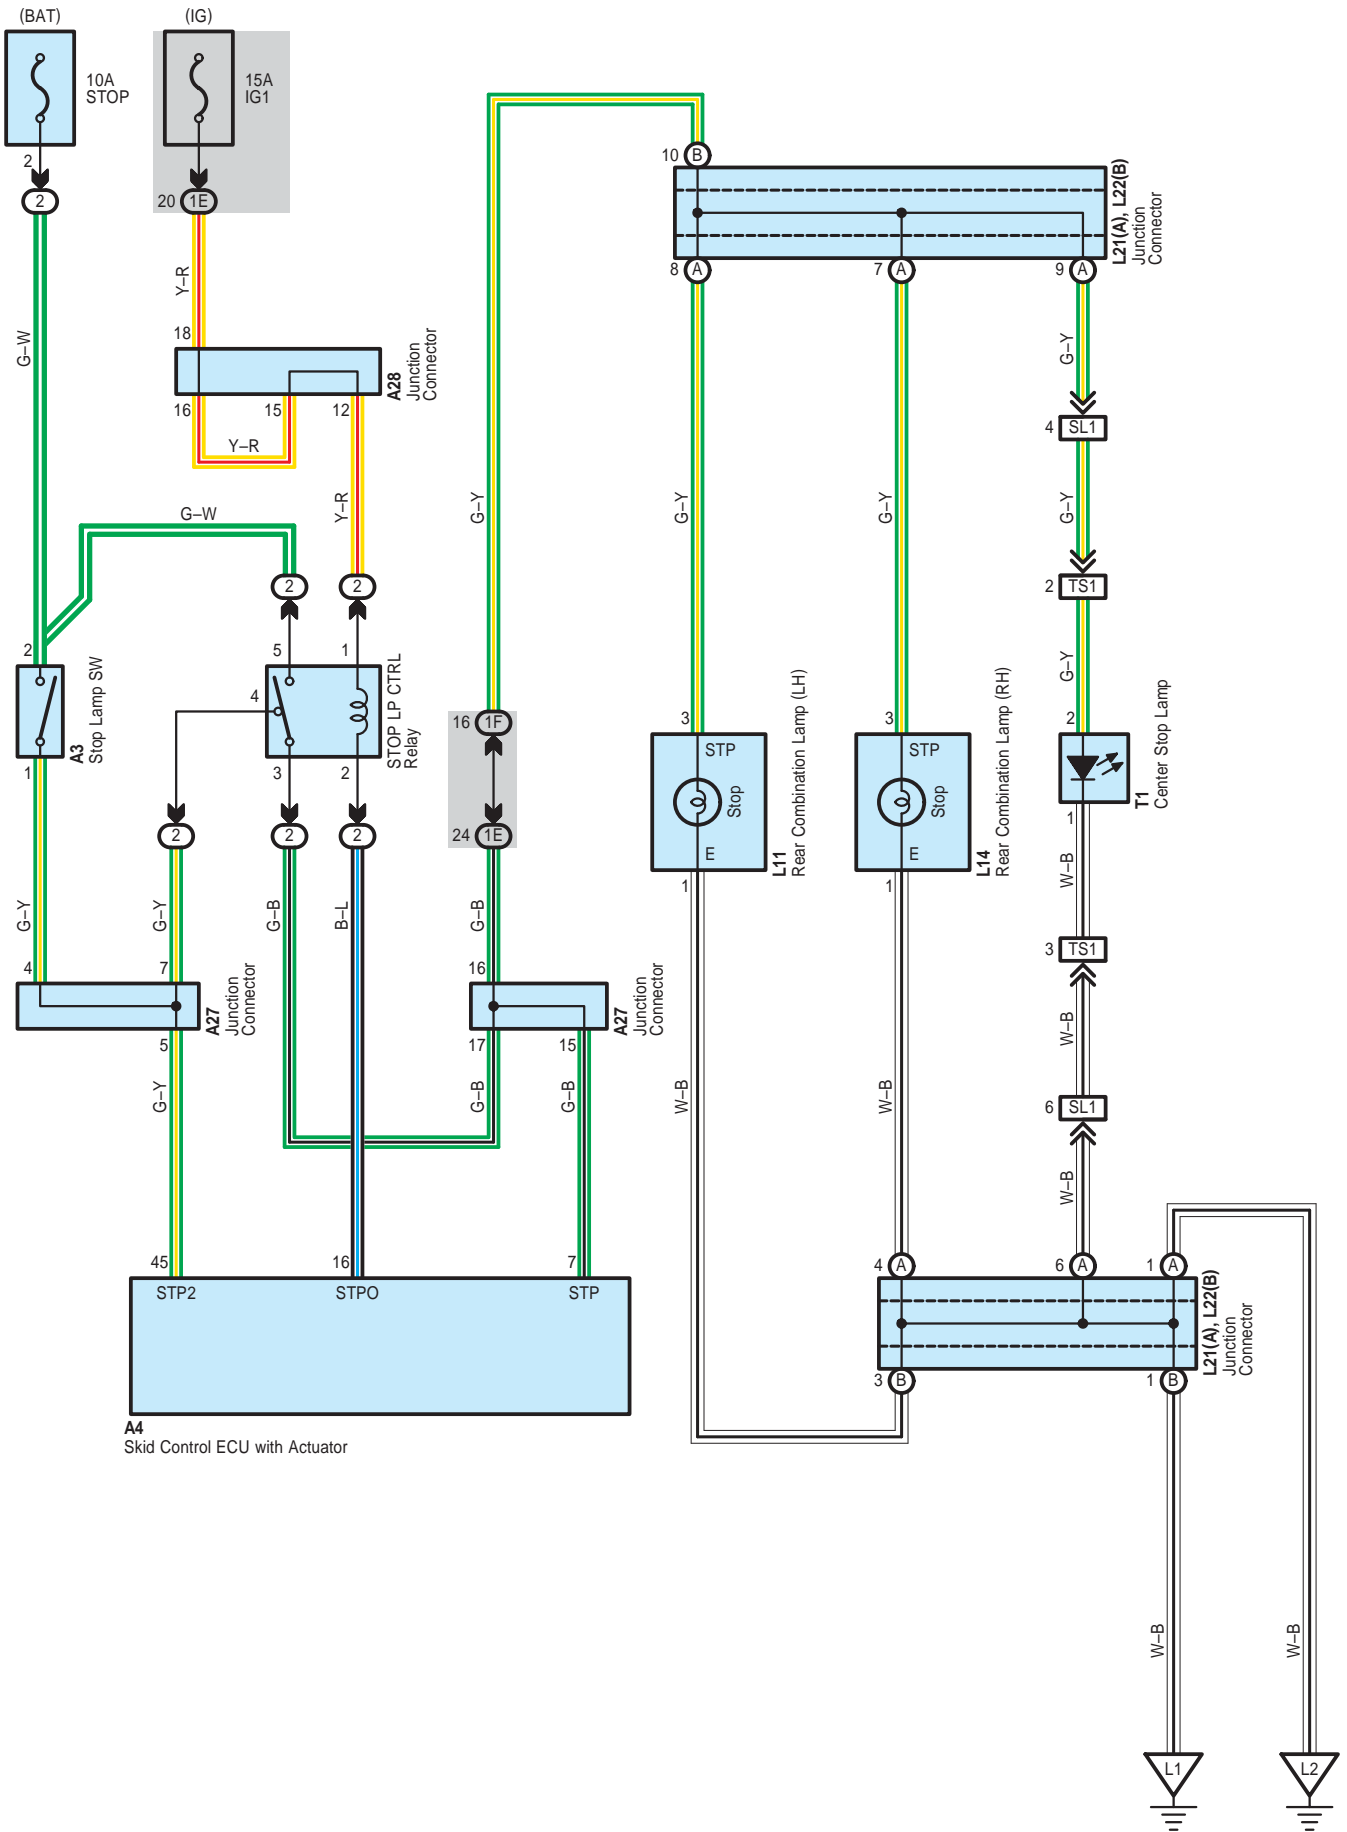 (BAT)
(IG)
10A
STOP
15A
IG1
2
2
20
1E
10
B
L21(A), L22(B)
Junction
Connector
8
A
7
A
9
A
Y–R
G–W
18
A28
Junction
Connector
16
15
12
Y–R
G–Y
4
SL1
G–W
Y–R
G–Y
G–Y
G–Y
G–Y
2
2
2
TS1
2
5
1
4
STOP LP CTRL
Relay
A3
Stop Lamp SW
1
3
2
G–Y
16
1F
3
3
2
STP
Stop
E
L11
Rear Combination Lamp (LH)
STP
Stop
E
L14
Rear Combination Lamp (RH)
T1
Center Stop Lamp
1
1
1
2
2
2
24
1E
G–Y
G–Y
G–B
B–L
G–B
W–B
3
TS1
4
7
A27
Junction
Connector
16
A27
Junction
Connector
5
17
15
G–Y
G–B
G–B
W–B
W–B
W–B
6
SL1
W–B
45
16
7
STP2
STPO
STP
A4
Skid Control ECU with Actuator
4
A
6
A
1
A
L21(A), L22(B)
Junction
Connector
3
B
1
B
W–B
W–B
L1
L2